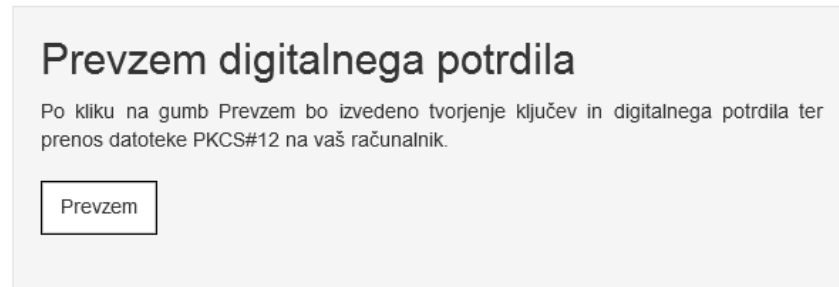 Prevzem digitalnega potrdila
Po kliku na gumb Prevzem bo izvedeno tvorjenje ključev in digitalnega potrdila ter
prenos datoteke PKCS#12 na vaš računalnik.
Prevzem